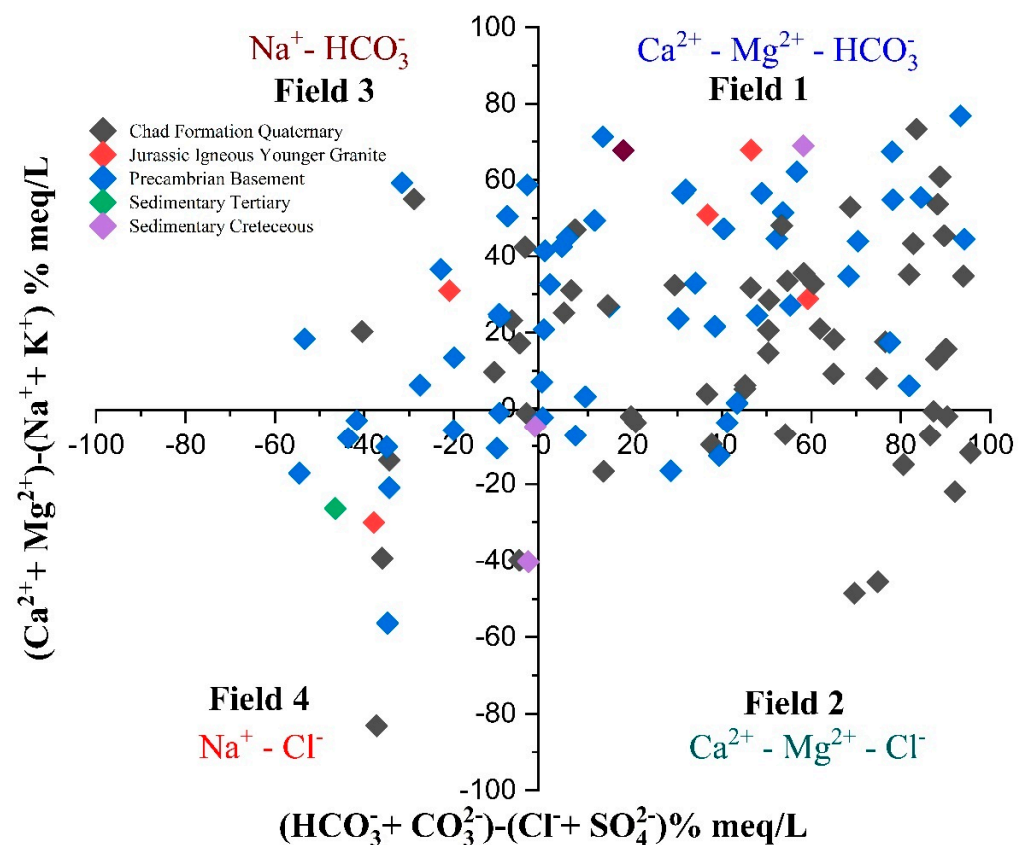 100
Na⁺- HCO₃⁻
Ca²⁺ - Mg²⁺ - HCO₃⁻
Field 3
Field 1
80
Chad Formation Quaternary
Jurassic Igneous Younger Granite
Precambrian Basement
Sedimentary Tertiary
Sedimentary Creteceous
60
40
20
0
-100
-80
-60
-40
-20
0
20
40
60
80
100
-20
-40
-60
-80
-100
Field 4
Field 2
Na⁺ - Cl⁻
Ca²⁺ - Mg²⁺ - Cl⁻
(Ca²⁺+ Mg²⁺)-(Na⁺+ K⁺) % meq/L
(HCO₃⁻+ CO₃²⁻)-(Cl⁻+ SO₄²⁻)% meq/L